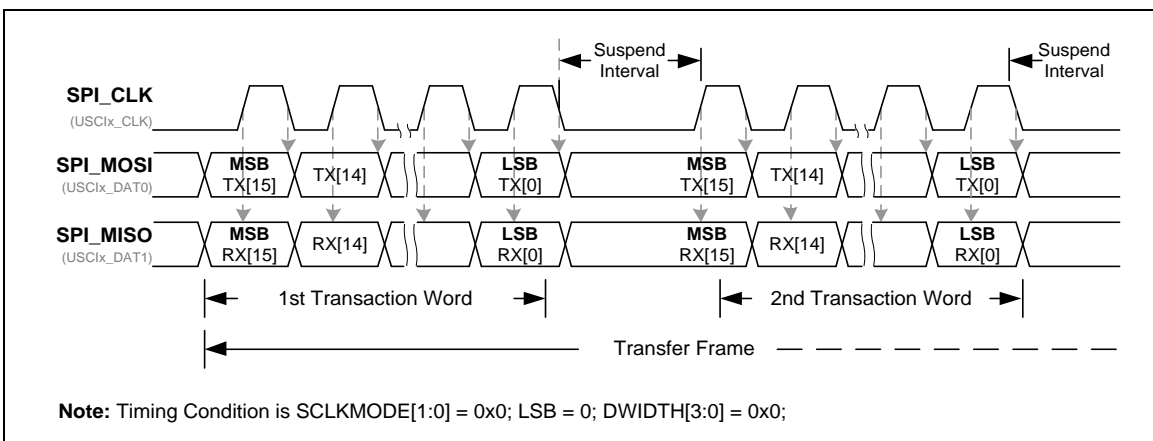 Suspend
Interval
Suspend
Interval
SPI_CLK
(USCIx_CLK)
SPI_MOSI
(USCIx_DAT0)
MSB
TX[15]
TX[14]
LSB
TX[0]
MSB
TX[15]
TX[14]
LSB
TX[0]
SPI_MISO
(USCIx_DAT1)
MSB
RX[15]
RX[14]
LSB
RX[0]
MSB
RX[15]
RX[14]
LSB
RX[0]
1st Transaction Word
2nd Transaction Word
Transfer Frame
Note: Timing Condition is SCLKMODE[1:0] = 0x0; LSB = 0; DWIDTH[3:0] = 0x0;